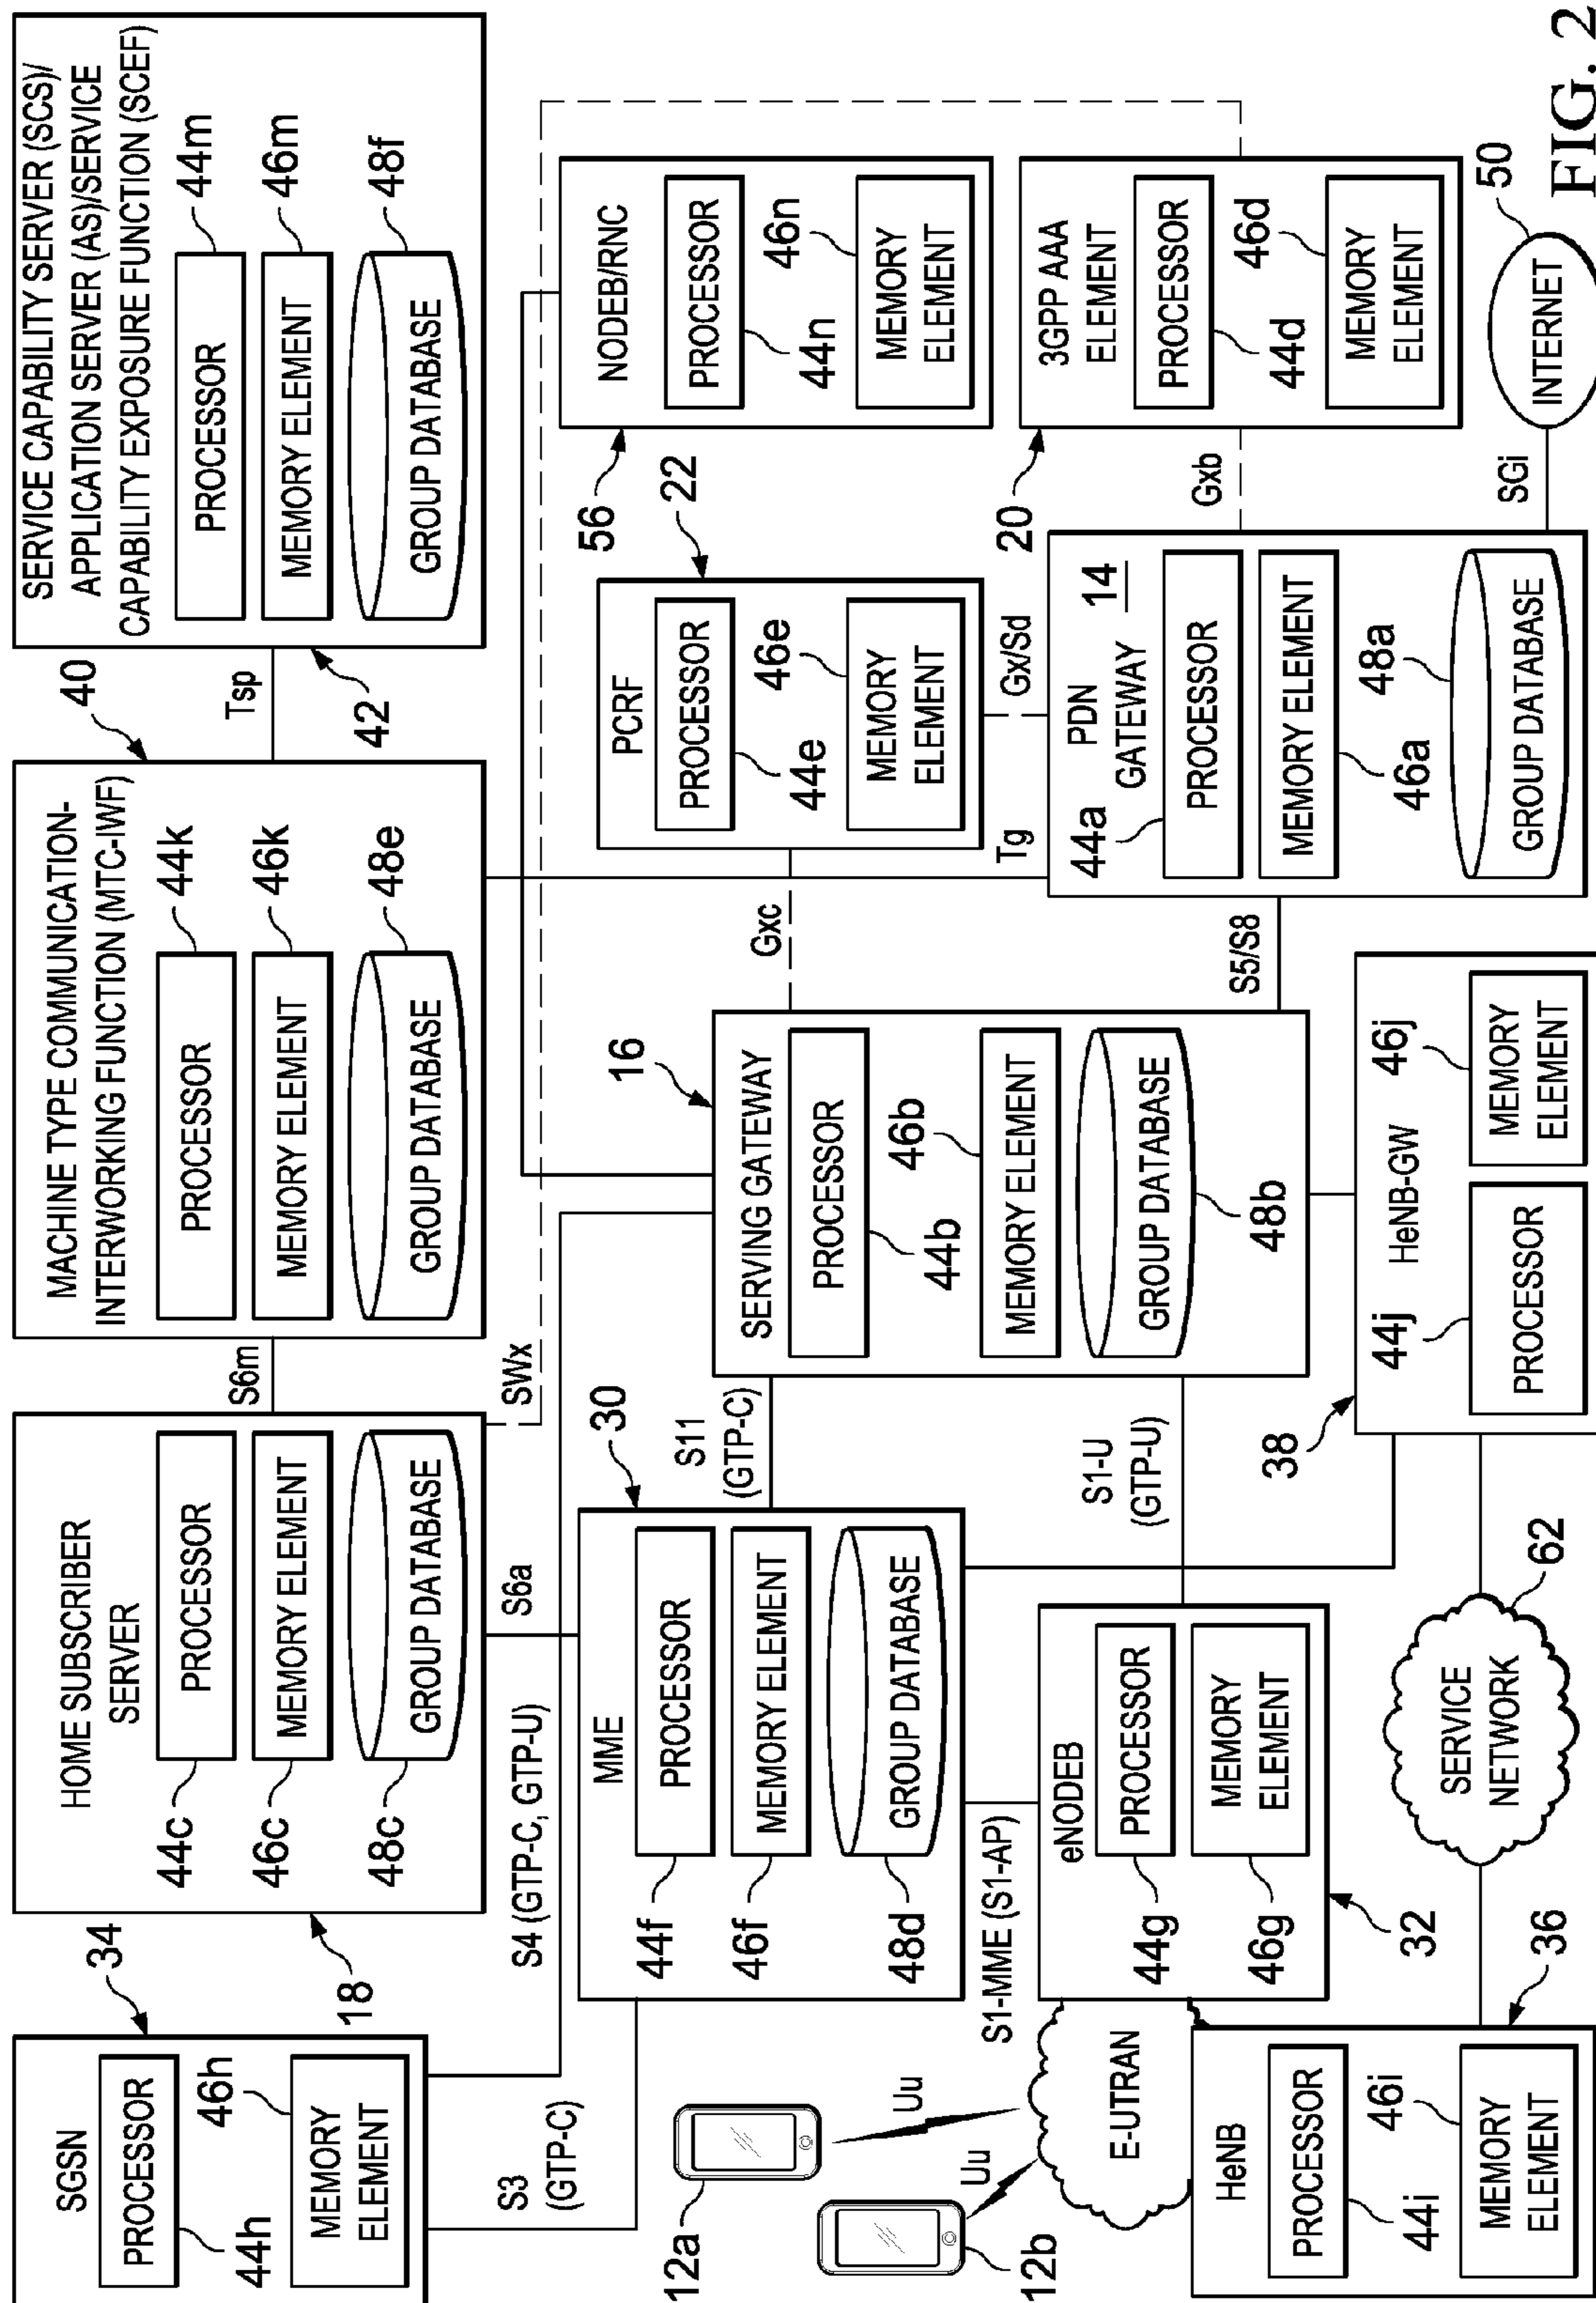 SGSN
PROCESSOR
44h
46h
MEMORY
ELEMENT
34
HOME SUBSCRIBER
SERVER
44c
PROCESSOR
46c
MEMORY ELEMENT
48c
GROUP DATABASE
18
S6m
MACHINE TYPE COMMUNICATION-
INTERWORKING FUNCTION (MTC-IWF)
PROCESSOR
44k
MEMORY ELEMENT
46k
GROUP DATABASE
48e
40
Tsp
SERVICE CAPABILITY SERVER (SCS)/
APPLICATION SERVER (AS)/SERVICE
CAPABILITY EXPOSURE FUNCTION (SCEF)
PROCESSOR
44m
MEMORY ELEMENT
46m
GROUP DATABASE
48f
42
S3
(GTP-C)
S4 (GTP-C, GTP-U)
S6a
SWx
MME
PROCESSOR
44f
MEMORY ELEMENT
46f
GROUP DATABASE
48d
30
S11
(GTP-C)
SERVING GATEWAY
16
PROCESSOR
44b
46b
MEMORY ELEMENT
GROUP DATABASE
48b
Gxc
PCRF
PROCESSOR
44e
46e
MEMORY
ELEMENT
22
NODEB/RNC
PROCESSOR
44n
46n
MEMORY
ELEMENT
56
Tg
Gx/Sd
PDN
GATEWAY
14
44a
PROCESSOR
MEMORY ELEMENT
46a
48a
GROUP DATABASE
Gxb
20
3GPP AAA
ELEMENT
PROCESSOR
44d
46d
MEMORY
ELEMENT
SGi
INTERNET
50
12a
Uu
12b
Uu
E-UTRAN
S1-MME (S1-AP)
eNODEB
PROCESSOR
44g
MEMORY
ELEMENT
46g
32
S1-U
(GTP-U)
S5/S8
HeNB
PROCESSOR
44i
46i
MEMORY
ELEMENT
36
SERVICE
NETWORK
62
38
HeNB-GW
44j
PROCESSOR
46j
MEMORY
ELEMENT
FIG. 2